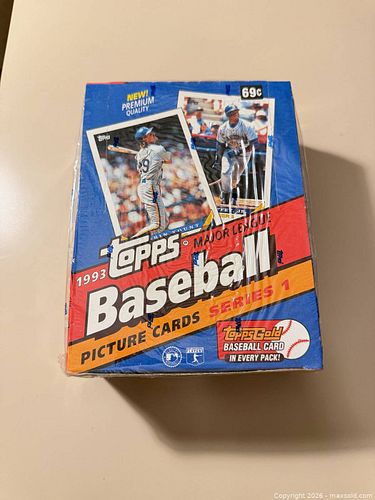 NEW!
PREMIUM
QUALITY
69¢
Topps
MAJOR LEAGUE
1993 Topps®
Baseball
PICTURE CARDS SERIES 1
ToppsGold
BASEBALL CARD
IN EVERY PACK!
Copyright 2026 - maxsold.com